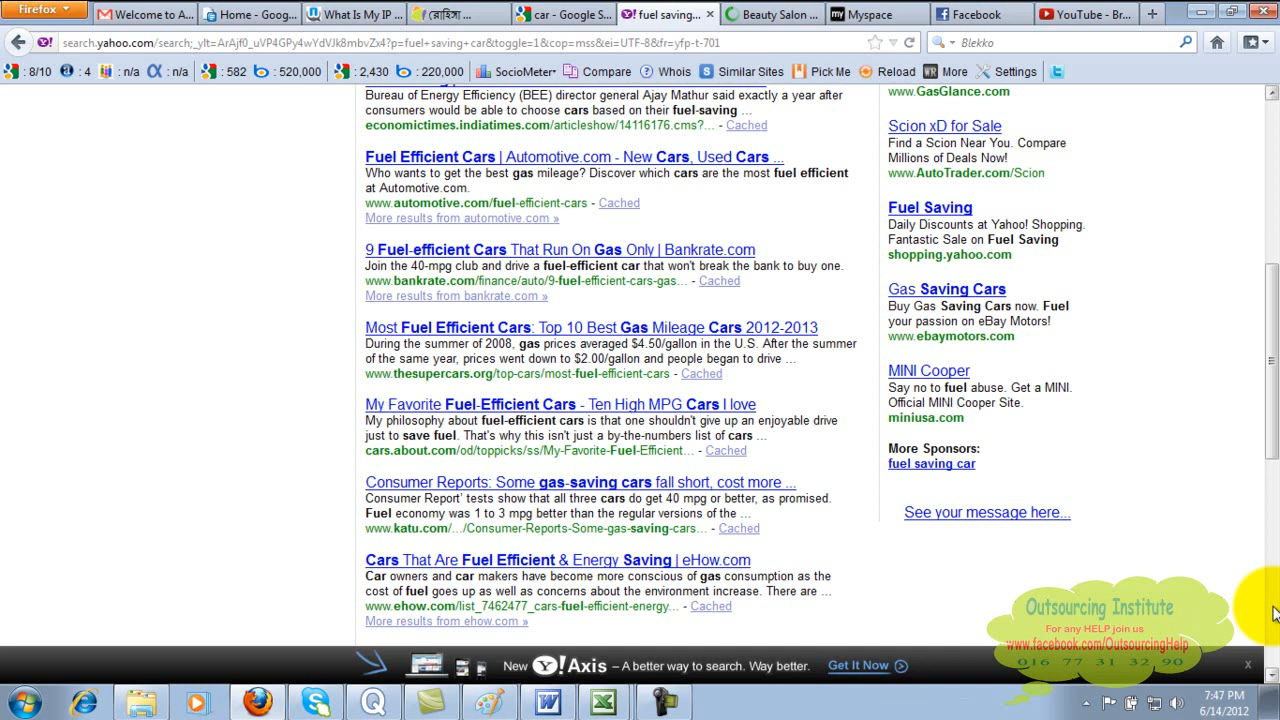 Firefox
Welcome to A...
Home - Goog...
What Is My IP ...
রোহিঙ্গা ...
car - Google S...
fuel saving...
Beauty Salon ...
Myspace
Facebook
YouTube - Br...
search.yahoo.com/search;_ylt=ArAjf0_uVP4GPy4wYdVJk8mbvZx4?p=fuel+saving+car&toggle=1&cop=mss&ei=UTF-8&fr=yfp-t-701
Blekko
: 8/10 : 4 : n/a : n/a : 582 : 520,000 : 2,430 : 220,000 SocioMeter Compare Whois Similar Sites Pick Me Reload More Settings
Bureau of Energy Efficiency (BEE) director general Ajay Mathur said exactly a year after
consumers would be able to choose cars based on their fuel-saving ...
economictimes.indiatimes.com/articleshow/14116176.cms?... - Cached
Fuel Efficient Cars | Automotive.com - New Cars, Used Cars ...
Who wants to get the best gas mileage? Discover which cars are the most fuel efficient
at Automotive.com.
www.automotive.com/fuel-efficient-cars - Cached
More results from automotive.com »
9 Fuel-efficient Cars That Run On Gas Only | Bankrate.com
Join the 40-mpg club and drive a fuel-efficient car that won't break the bank to buy one.
www.bankrate.com/finance/auto/9-fuel-efficient-cars-gas... - Cached
More results from bankrate.com »
Most Fuel Efficient Cars: Top 10 Best Gas Mileage Cars 2012-2013
During the summer of 2008, gas prices averaged $4.50/gallon in the U.S. After the summer
of the same year, prices went down to $2.00/gallon and people began to drive ...
www.thesupercars.org/top-cars/most-fuel-efficient-cars - Cached
My Favorite Fuel-Efficient Cars - Ten High MPG Cars I love
My philosophy about fuel-efficient cars is that one shouldn't give up an enjoyable drive
just to save fuel. That's why this isn't just a by-the-numbers list of cars ...
cars.about.com/od/toppicks/ss/My-Favorite-Fuel-Efficient... - Cached
Consumer Reports: Some gas-saving cars fall short, cost more ...
Consumer Report' tests show that all three cars do get 40 mpg or better, as promised.
Fuel economy was 1 to 3 mpg better than the regular versions of the ...
www.katu.com/.../Consumer-Reports-Some-gas-saving-cars... - Cached
Cars That Are Fuel Efficient & Energy Saving | eHow.com
Car owners and car makers have become more conscious of gas consumption as the
cost of fuel goes up as well as concerns about the environment increase. There are ...
www.ehow.com/list_7462477_cars-fuel-efficient-energy... - Cached
More results from ehow.com »
www.GasGlance.com
Scion xD for Sale
Find a Scion Near You. Compare
Millions of Deals Now!
www.AutoTrader.com/Scion
Fuel Saving
Daily Discounts at Yahoo! Shopping.
Fantastic Sale on Fuel Saving
shopping.yahoo.com
Gas Saving Cars
Buy Gas Saving Cars now. Fuel
your passion on eBay Motors!
www.ebaymotors.com
MINI Cooper
Say no to fuel abuse. Get a MINI.
Official MINI Cooper Site.
miniusa.com
More Sponsors:
fuel saving car
See your message here...
Outsourcing Institute
For any HELP join us
www.facebook.com/OutsourcingHelp
016 77 31 32 90
New Y! Axis – A better way to search. Way better. Get It Now
x
7:47 PM
6/14/2012